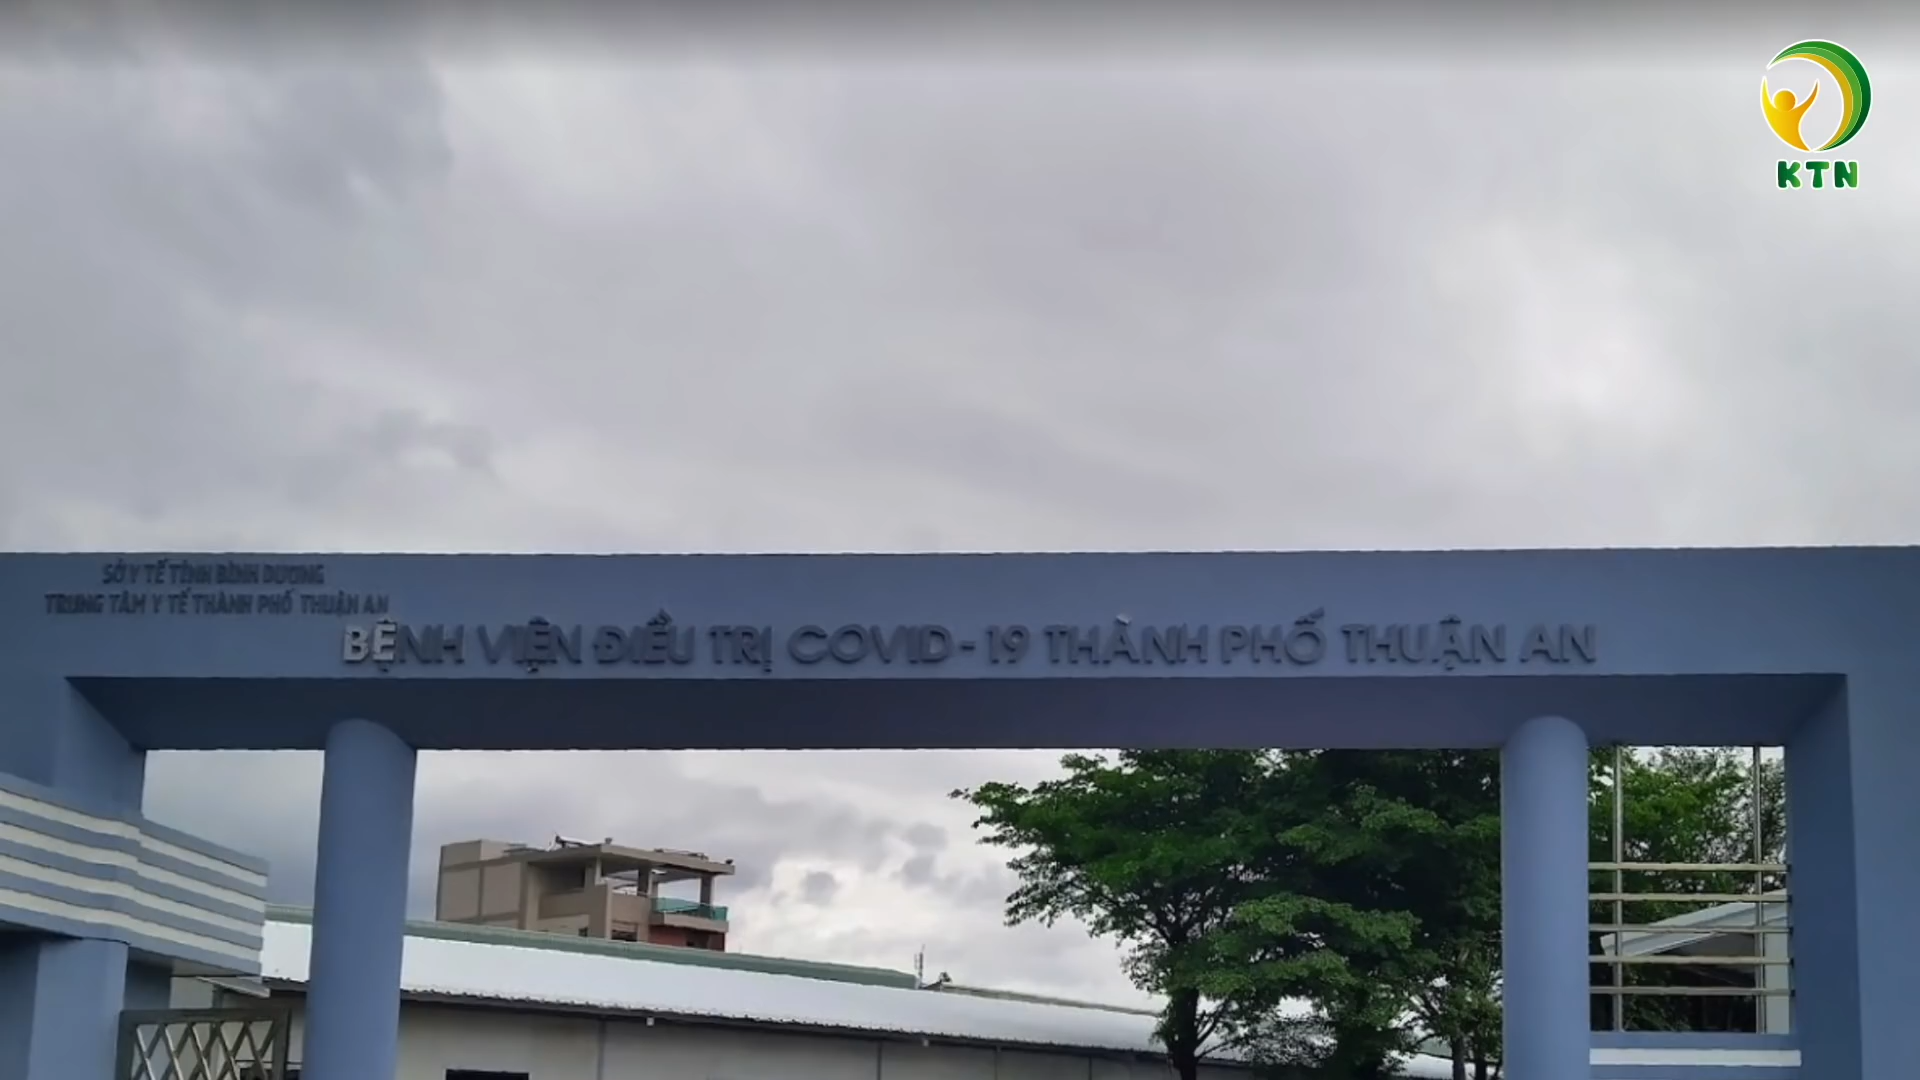 KTN
SỞ Y TẾ TỈNH BÌNH DƯƠNG
TRUNG TÂM Y TẾ THÀNH PHỐ THUẬN AN
BỆNH VIỆN ĐIỀU TRỊ COVID-19 THÀNH PHỐ THUẬN AN